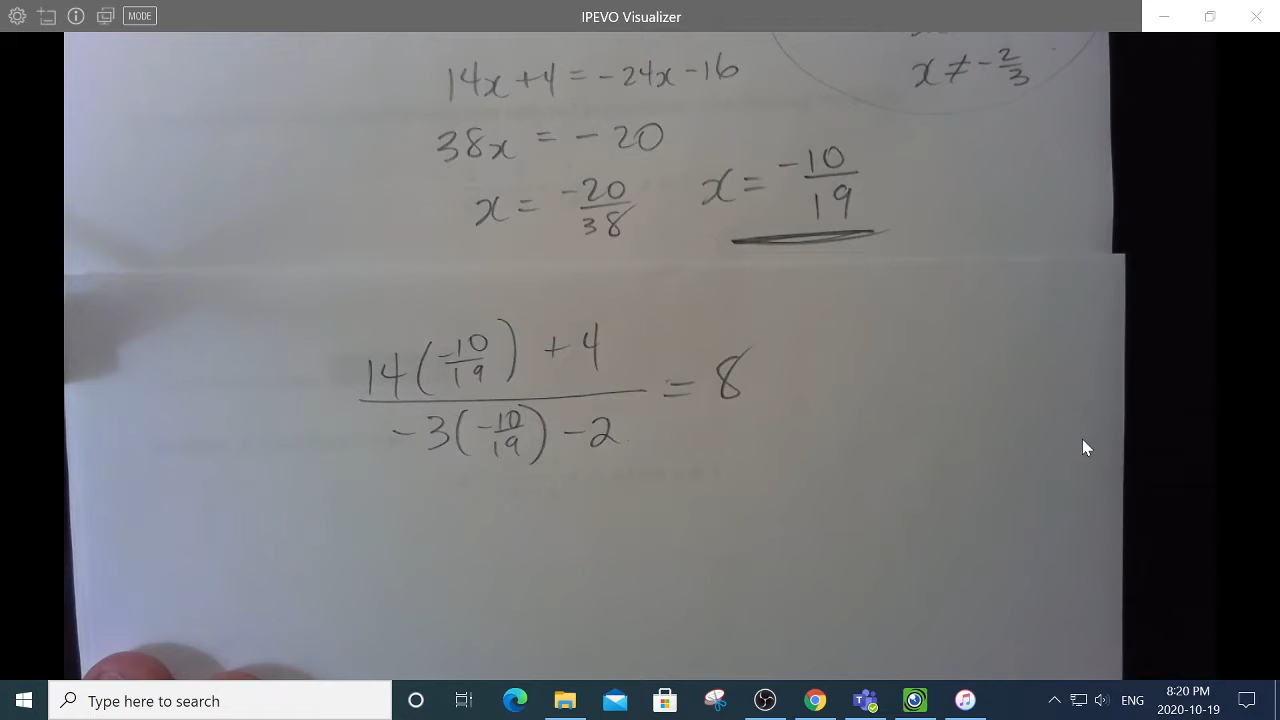 IPEVO Visualizer
MODE
14x + 4 = -24x - 16
x ≠ -2/3
38x = -20
x = -20/38
x = -10/19
14(-10/19) + 4
= 8
-3(-10/19) - 2
Type here to search
ENG
8:20 PM
2020-10-19